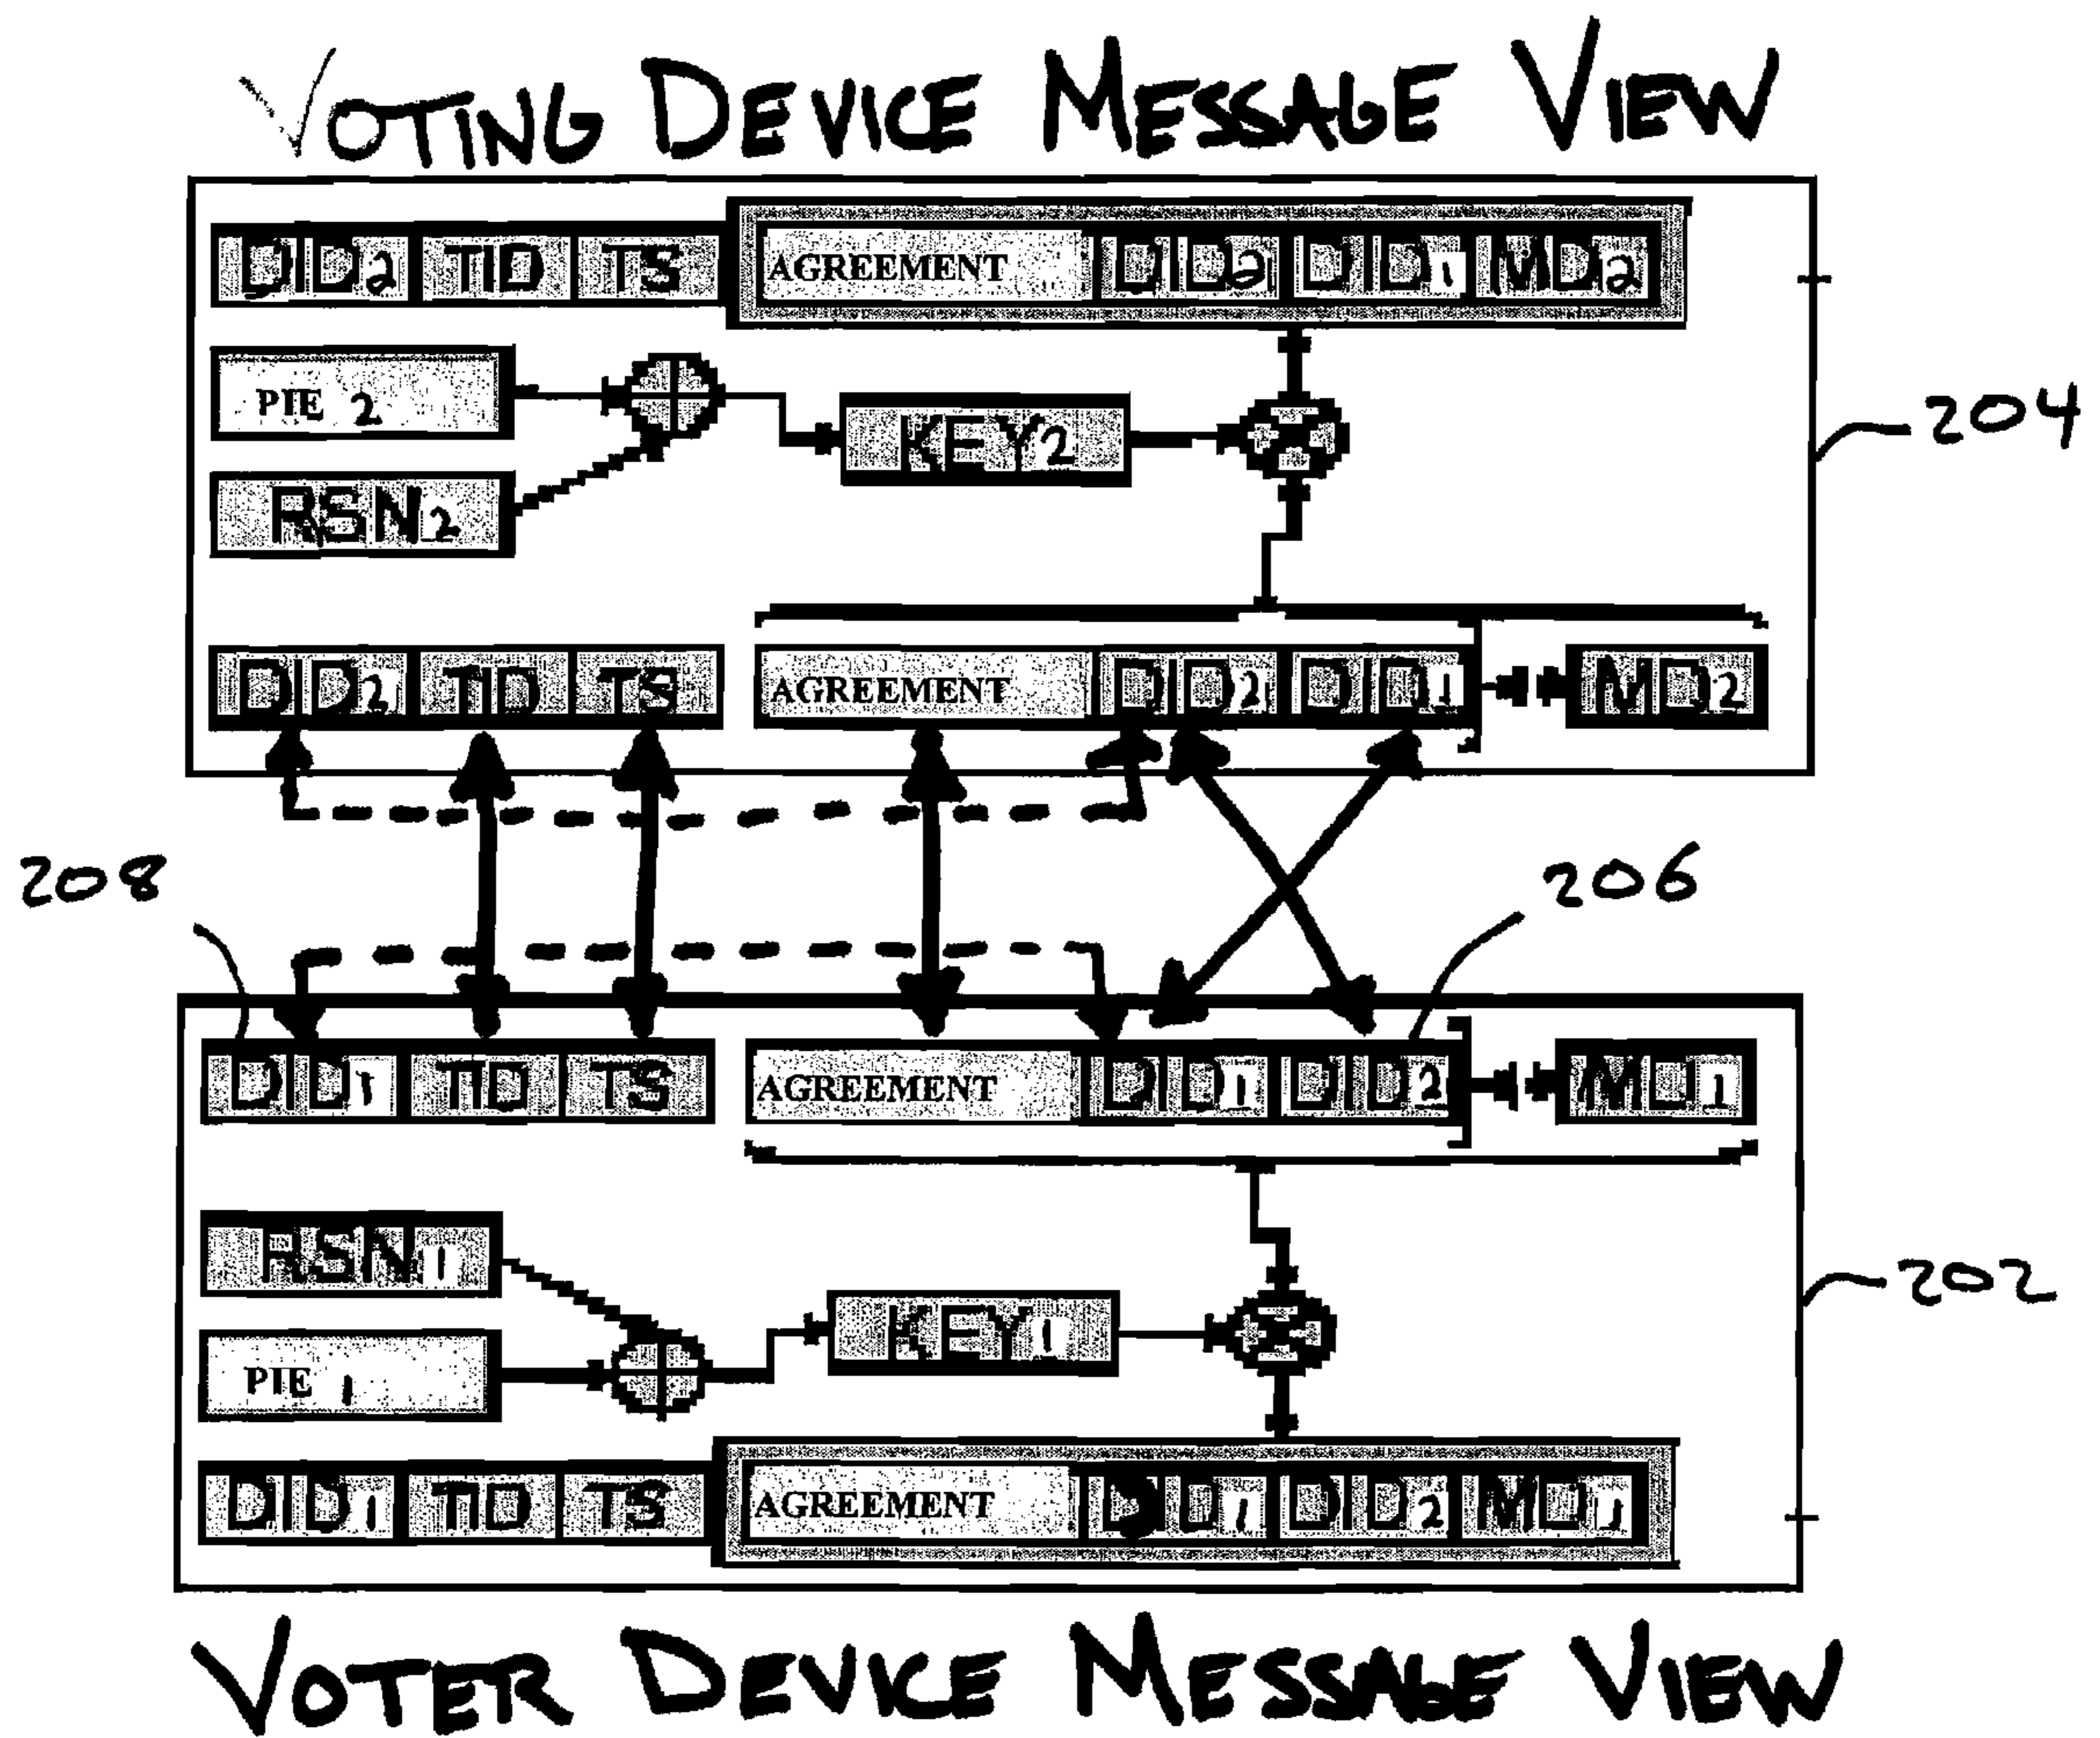 VOTING DEVICE MESSAGE VIEW
DID2 TID TS AGREEMENT DID2 DID1 MD2
PIE 2
KEY2
204
RSN2
DID2 TID TS AGREEMENT DID2 DID1 MD2
208
206
DID1 TID TS AGREEMENT DID1 DID2 MD1
RSN1
202
KEY1
PIE 1
DID1 TID TS AGREEMENT DID1 DID2 MD1
VOTER DEVICE MESSAGE VIEW